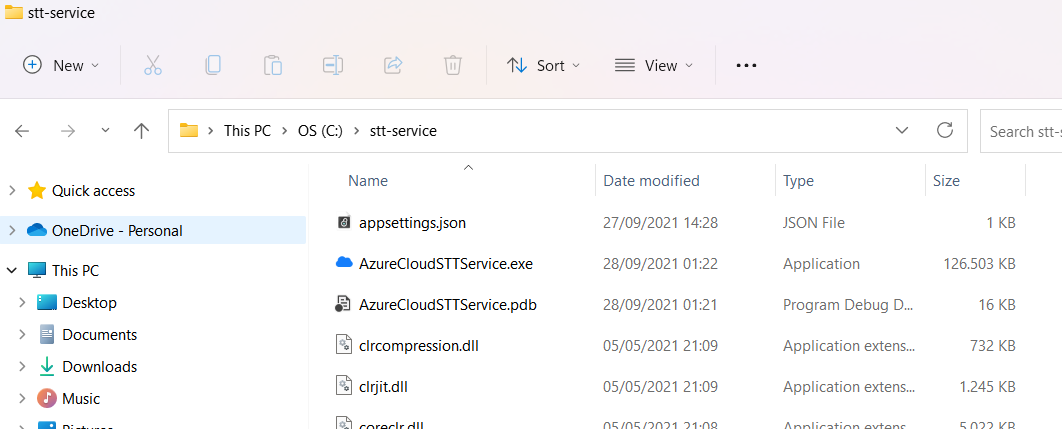 stt-service
New
Sort
View
This PC
OS (C:)
stt-service
Search stt-
Name
Date modified
Type
Size
Quick access
OneDrive - Personal
This PC
Desktop
Documents
Downloads
Music
Pictures
appsettings.json 27/09/2021 14:28 JSON File 1 KB
AzureCloudSTTService.exe 28/09/2021 01:22 Application 126.503 KB
AzureCloudSTTService.pdb 28/09/2021 01:21 Program Debug D... 16 KB
clrcompression.dll 05/05/2021 21:09 Application extens... 732 KB
clrjit.dll 05/05/2021 21:09 Application extens... 1.245 KB
coreclr.dll 05/05/2021 21:08 Application extens... 5.022 KB